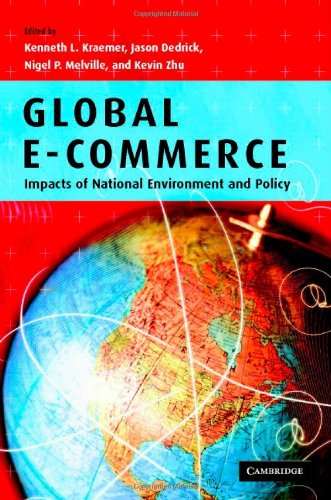 Edited by
Kenneth L. Kraemer, Jason Dedrick,
Nigel P. Melville, and Kevin Zhu
GLOBAL
E-COMMERCE
Impacts of National Environment and Policy
CAMBRIDGE